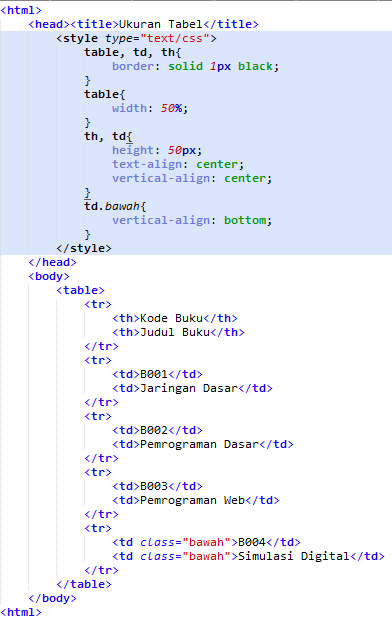 <html>
<head><title>Ukuran Tabel</title>
<style type="text/css">
table, td, th{
border: solid 1px black;
}
table{
width: 50%;
}
th, td{
height: 50px;
text-align: center;
vertical-align: center;
}
td.bawah{
vertical-align: bottom;
}
</style>
</head>
<body>
<table>
<tr>
<th>Kode Buku</th>
<th>Judul Buku</th>
</tr>
<tr>
<td>B001</td>
<td>Jaringan Dasar</td>
</tr>
<tr>
<td>B002</td>
<td>Pemrograman Dasar</td>
</tr>
<tr>
<td>B003</td>
<td>Pemrograman Web</td>
</tr>
<tr>
<td class="bawah">B004</td>
<td class="bawah">Simulasi Digital</td>
</tr>
</table>
</body>
<html>